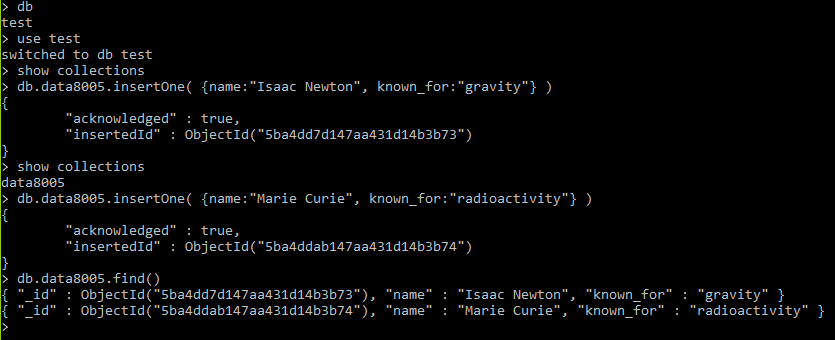 > db
test
> use test
switched to db test
> show collections
> db.data8005.insertOne( {name:"Isaac Newton", known_for:"gravity"} )
{
        "acknowledged" : true,
        "insertedId" : ObjectId("5ba4dd7d147aa431d14b3b73")
}
> show collections
data8005
> db.data8005.insertOne( {name:"Marie Curie", known_for:"radioactivity"} )
{
        "acknowledged" : true,
        "insertedId" : ObjectId("5ba4ddab147aa431d14b3b74")
}
> db.data8005.find()
{ "_id" : ObjectId("5ba4dd7d147aa431d14b3b73"), "name" : "Isaac Newton", "known_for" : "gravity" }
{ "_id" : ObjectId("5ba4ddab147aa431d14b3b74"), "name" : "Marie Curie", "known_for" : "radioactivity" }
>